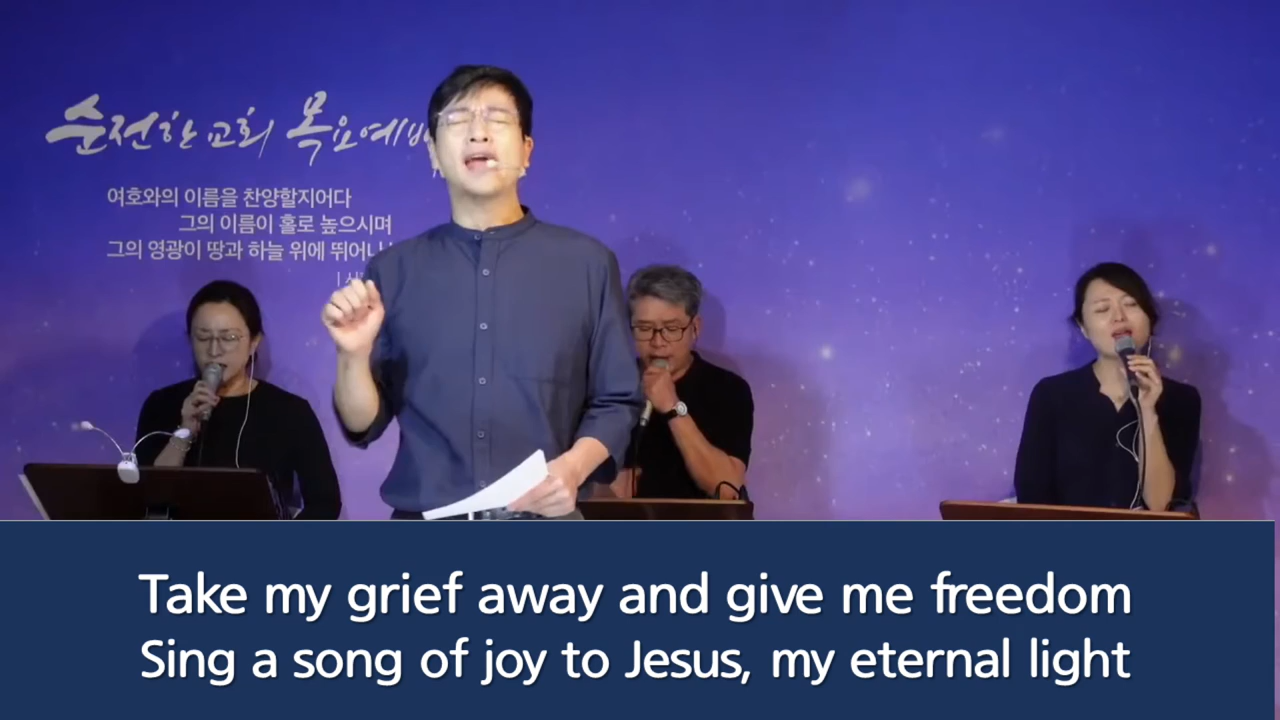 순전한 교회 목요예배
여호와의 이름을 찬양할지어다
그의 이름이 홀로 높으시며
그의 영광이 땅과 하늘 위에
Take my grief away and give me freedom
Sing a song of joy to Jesus, my eternal light